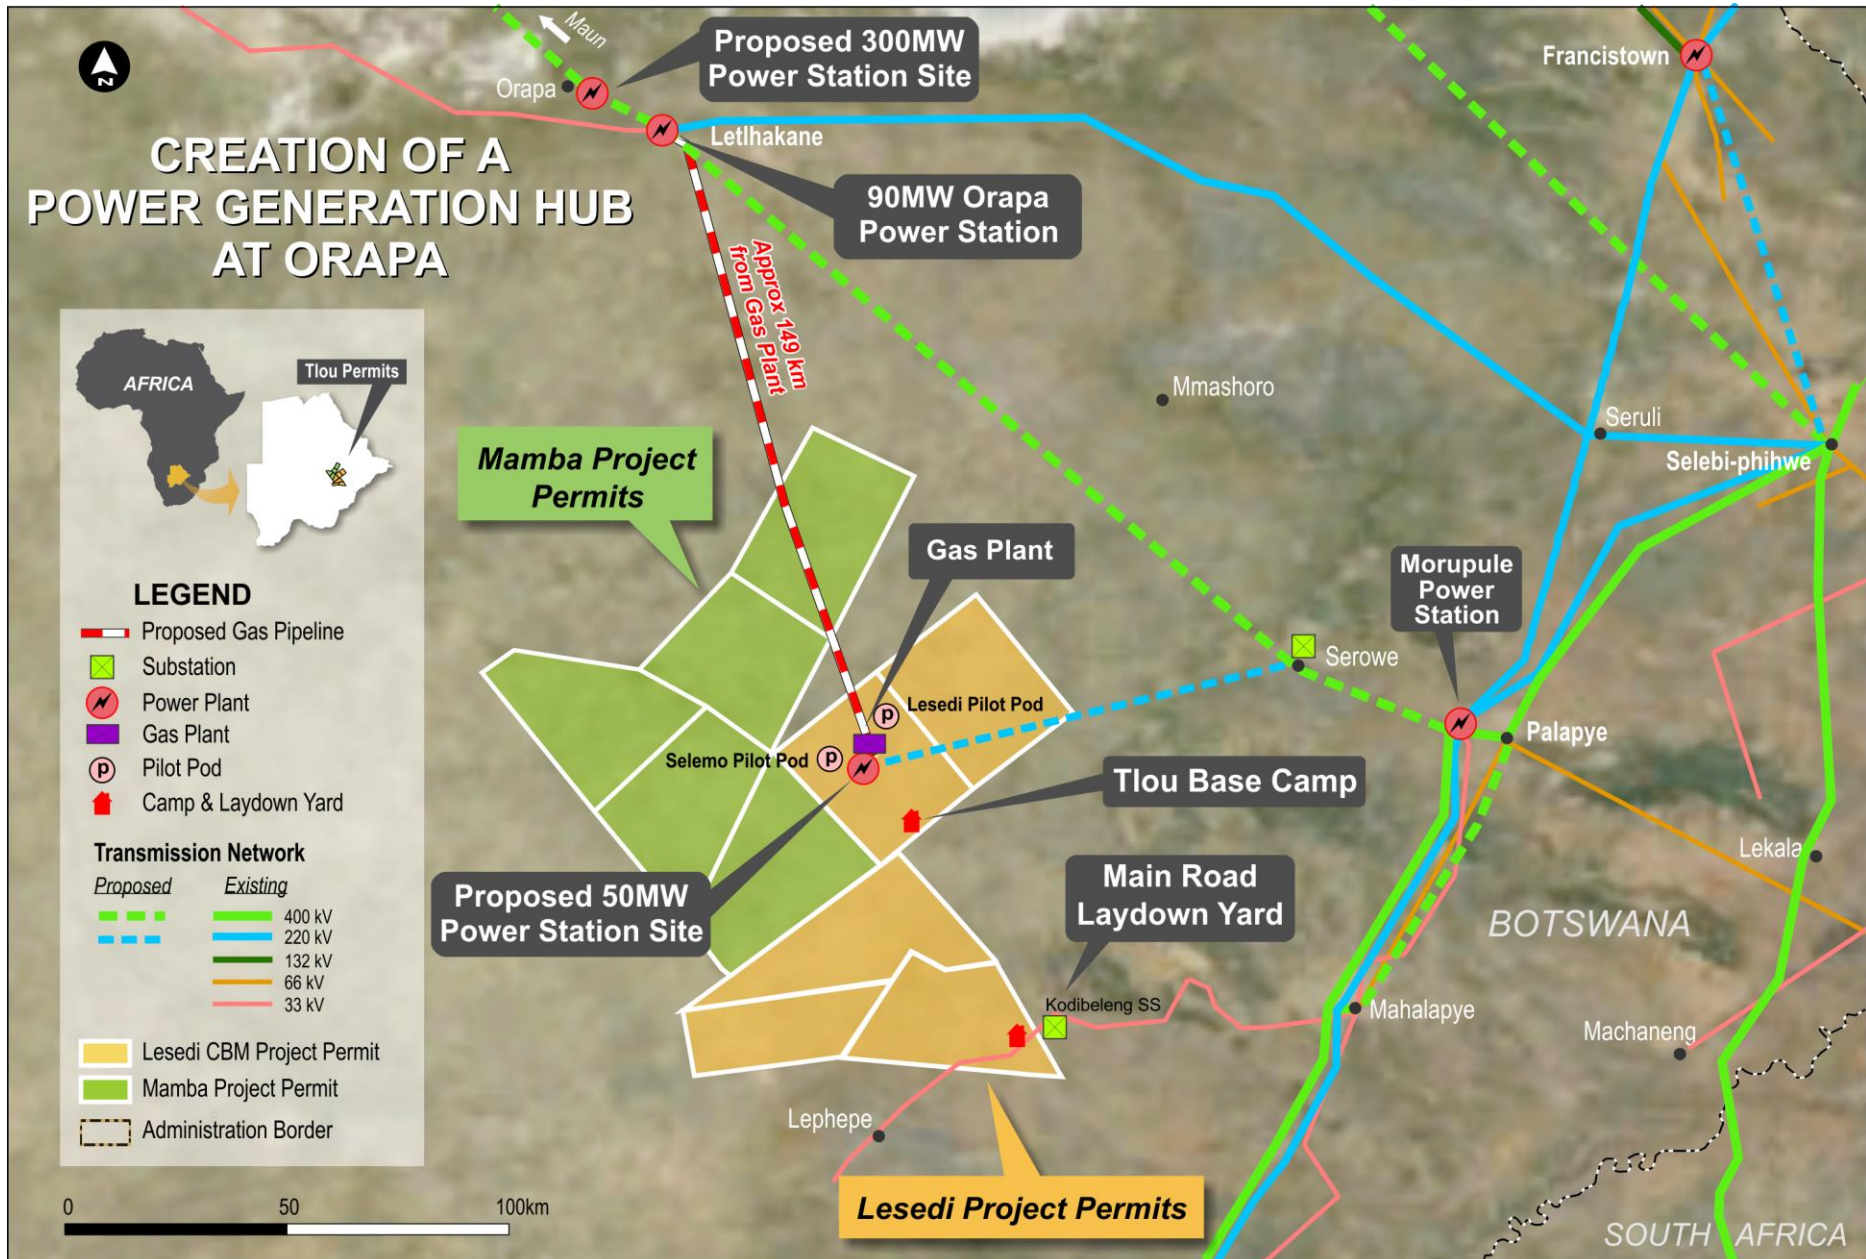 Maun
Proposed 300MW
Power Station Site
Orapa
Francistown
N
Letlhakane
CREATION OF A
POWER GENERATION HUB
AT ORAPA
90MW Orapa
Power Station
Approx 149 km
from Gas Plant
AFRICA
Tlou Permits
Mmashoro
Seruli
Selebi-phihwe
Mamba Project
Permits
Gas Plant
Morupule
Power
Station
LEGEND
Proposed Gas Pipeline
Substation
Power Plant
Gas Plant
P
Pilot Pod
Camp & Laydown Yard
Transmission Network
Proposed
Existing
400 kV
220 kV
132 kV
66 kV
33 kV
Lesedi CBM Project Permit
Mamba Project Permit
Administration Border
0
50
100km
Serowe
P
Lesedi Pilot Pod
Selemo Pilot Pod
P
Palapye
Tlou Base Camp
Lekala
Proposed 50MW
Power Station Site
Main Road
Laydown Yard
BOTSWANA
Kodibeleng SS
Mahalapye
Machaneng
Lephepe
Lesedi Project Permits
SOUTH AFRICA